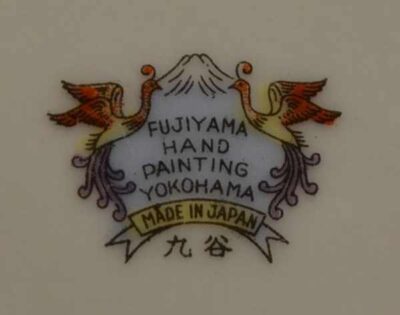 FUJIYAMA
HAND
PAINTING
YOKOHAMA
MADE IN JAPAN
九谷